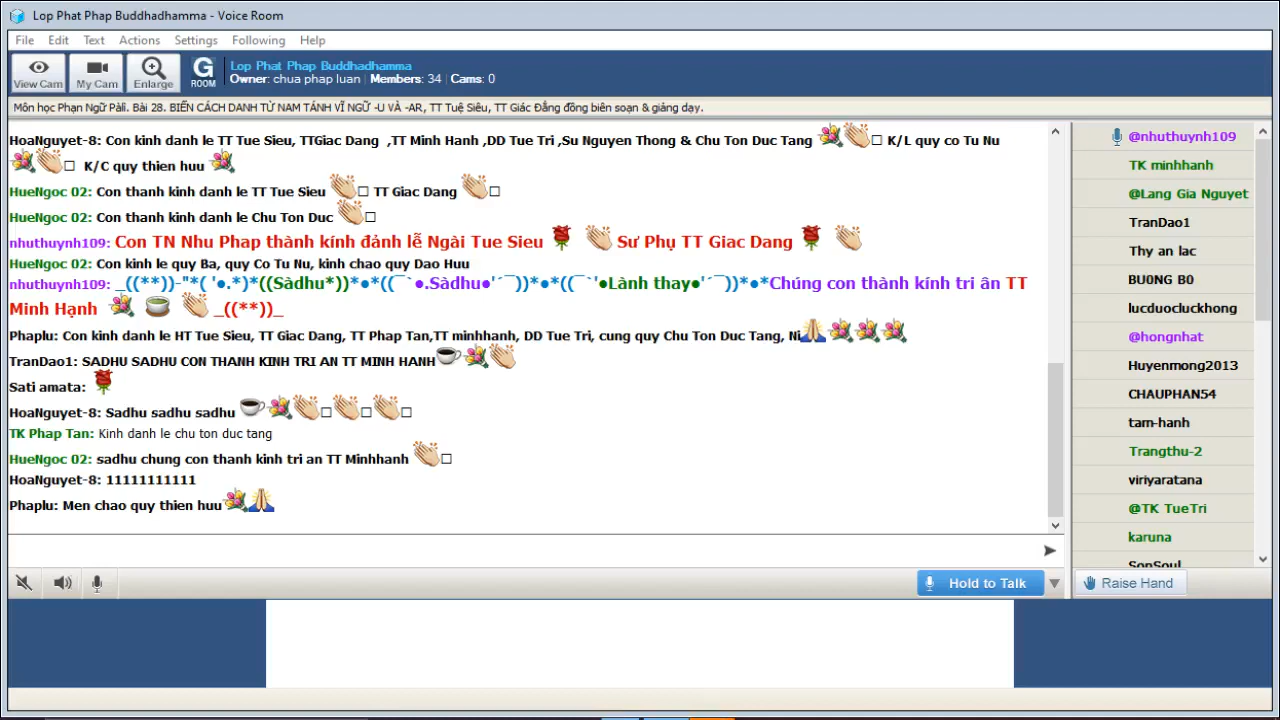 Lop Phat Phap Buddhadhamma - Voice Room
File Edit Text Actions Settings Following Help
View Cam My Cam Enlarge G ROOM
Lop Phat Phap Buddhadhamma
Owner: chua phap luan | Members: 34 | Cams: 0
Môn học Phạn Ngữ Pàli. Bài 28. BIẾN CÁCH DANH TỪ NAM TÁNH VĨ NGỮ -U VÀ -AR, TT Tuệ Siêu, TT Giác Đẳng đồng biên soạn & giảng dạy.
HoaNguyet-8: Con kinh danh le TT Tue Sieu, TTGiac Dang ,TT Minh Hanh ,DD Tue Tri ,Su Nguyen Thong & Chu Ton Duc Tang K/L quy co Tu Nu
K/C quy thien huu
HueNgoc 02: Con thanh kinh danh le TT Tue Sieu TT Giac Dang
HueNgoc 02: Con thanh kinh danh le Chu Ton Duc
nhuthuynh109: Con TN Nhu Phap thành kính đảnh lễ Ngài Tue Sieu Sư Phụ TT Giac Dang
HueNgoc 02: Con kinh le quy Ba, quy Co Tu Nu, kinh chao quy Dao Huu
nhuthuynh109: _((**))-"*( '●.*)*((Sàdhu*))*●*((¯`●.Sàdhu●'´¯))*●*((¯`'●Lành thay●'´¯))*●*Chúng con thành kính tri ân TT
Minh Hạnh _((**))_
Phaplu: Con kinh danh le HT Tue Sieu, TT Giac Dang, TT Phap Tan,TT minhhanh, DD Tue Tri, cung quy Chu Ton Duc Tang, Ni
TranDao1: SADHU SADHU CON THANH KINH TRI AN TT MINH HANH
Sati amata:
HoaNguyet-8: Sadhu sadhu sadhu
TK Phap Tan: Kinh danh le chu ton duc tang
HueNgoc 02: sadhu chung con thanh kinh tri an TT Minhhanh
HoaNguyet-8: 11111111111
Phaplu: Men chao quy thien huu
@nhuthuynh109
TK minhhanh
@Lang Gia Nguyet
TranDao1
Thy an lac
BU0NG B0
lucduocluckhong
@hongnhat
Huyenmong2013
CHAUPHAN54
tam-hanh
Trangthu-2
viriyaratana
@TK TueTri
karuna
SonSoul
Hold to Talk
Raise Hand